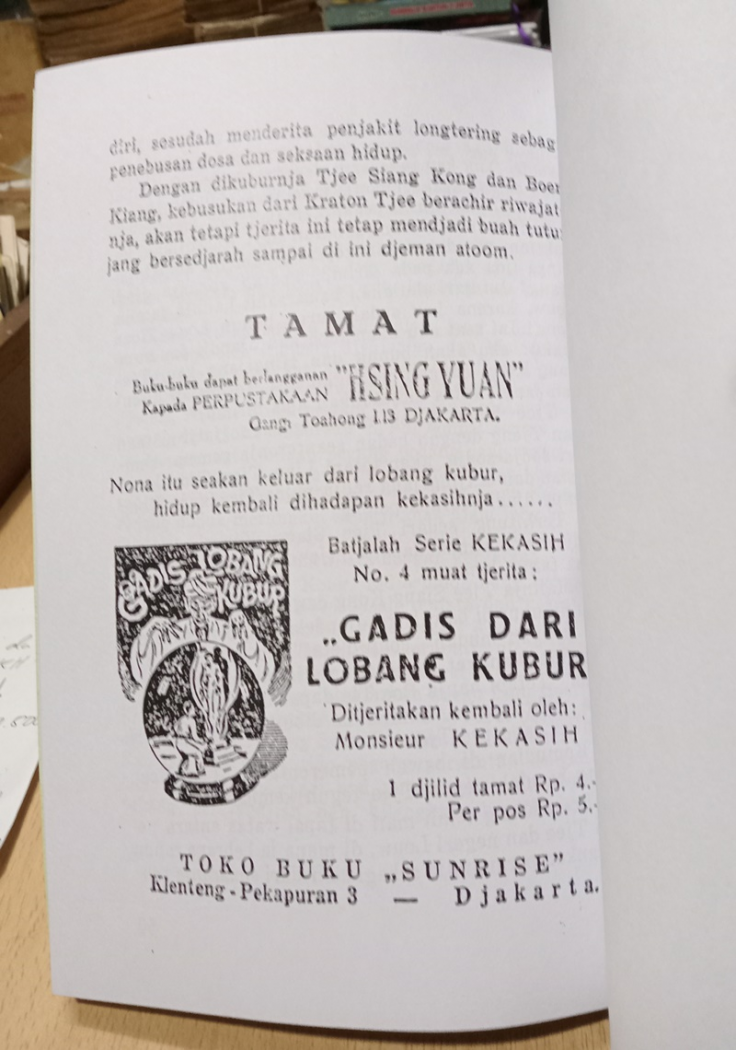 diri, sesudah menderita penjakit longtering sebag
penebusan dosa dan seksaan hidup.
Dengan dikuburnja Tjee Siang Kong dan Boen
Kiang, kebusukan dari Kraton Tjee berachir riwajat
nja, akan tetapi tjerita ini tetap mendjadi buah tutu
jang bersedjarah sampai di ini djeman atoom.
TAMAT
Buku-buku dapat berlangganan "HSING YUAN"
Kapada PERPUSTAKAAN
Gang Toahong 113 DJAKARTA.
Nona itu seakan keluar dari lobang kubur,
hidup kembali dihadapan kekasihnja......
GADIS LOBANG
KUBUR
Batjalah Serie KEKASIH
No. 4 muat tjerita :
„GADIS DARI
LOBANG KUBUR
Ditjeritakan kembali oleh:
Monsieur KEKASIH
1 djilid tamat Rp. 4.-
Per pos Rp. 5.-
TOKO BUKU „SUNRISE"
Klenteng - Pekapuran 3 — Djakarta.